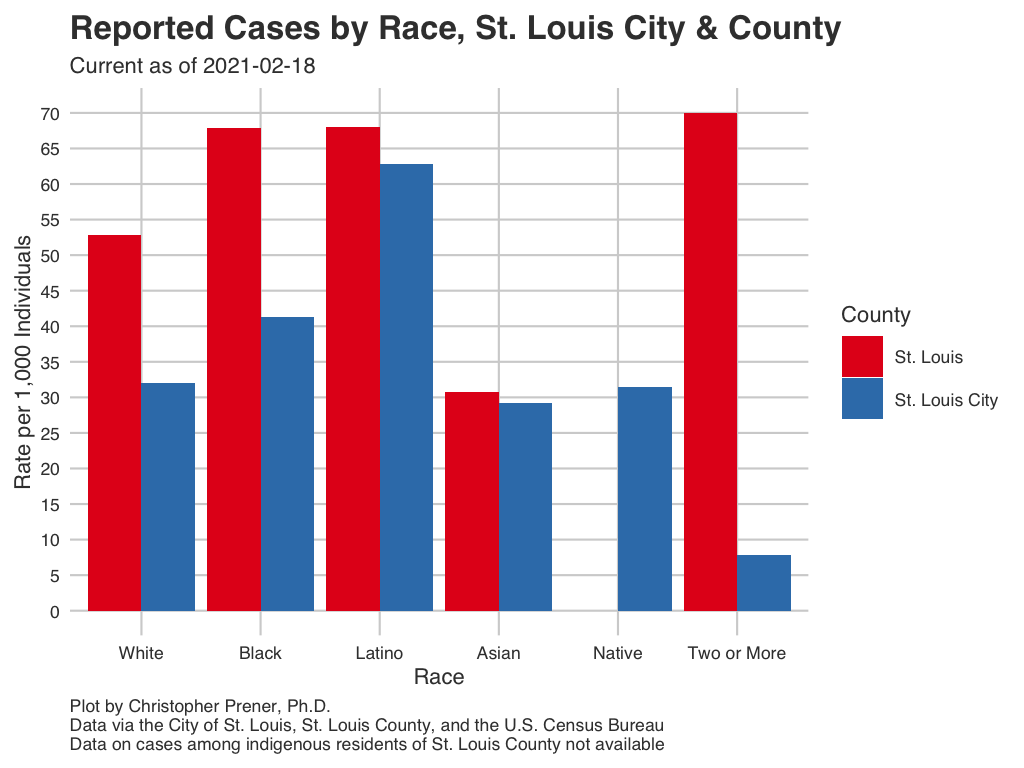 Reported Cases by Race, St. Louis City & County
Current as of 2021-02-18
70
65
60
55
50
45
40
35
30
25
20
15
10
5
0
Rate per 1,000 Individuals
White Black Latino Asian Native Two or More
Race
County
St. Louis
St. Louis City
Plot by Christopher Prener, Ph.D.
Data via the City of St. Louis, St. Louis County, and the U.S. Census Bureau
Data on cases among indigenous residents of St. Louis County not available